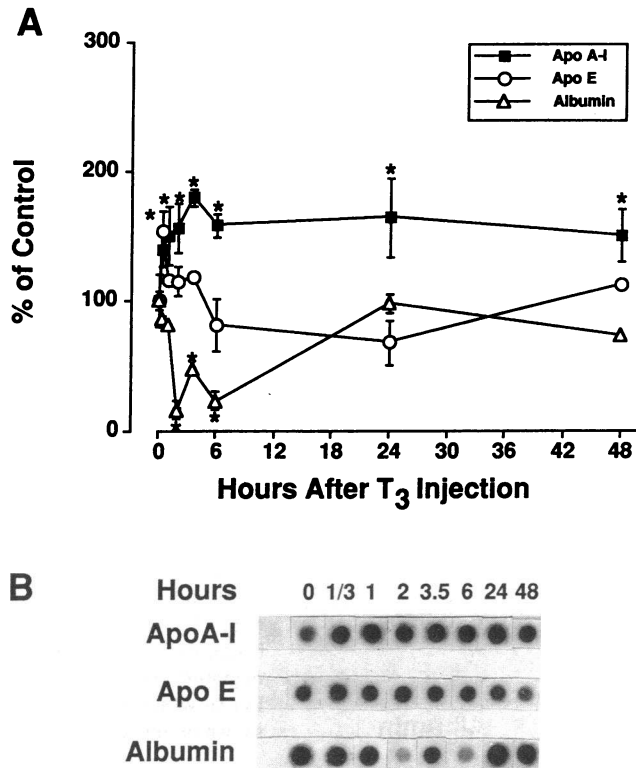 A
300
200
100
0
% of Control
Apo A-I
Apo E
Albumin
* * * * * * *
*
* *
0 6 12 18 24 30 36 42 48
Hours After T3 Injection
B
Hours 0 1/3 1 2 3.5 6 24 48
ApoA-I
Apo E
Albumin